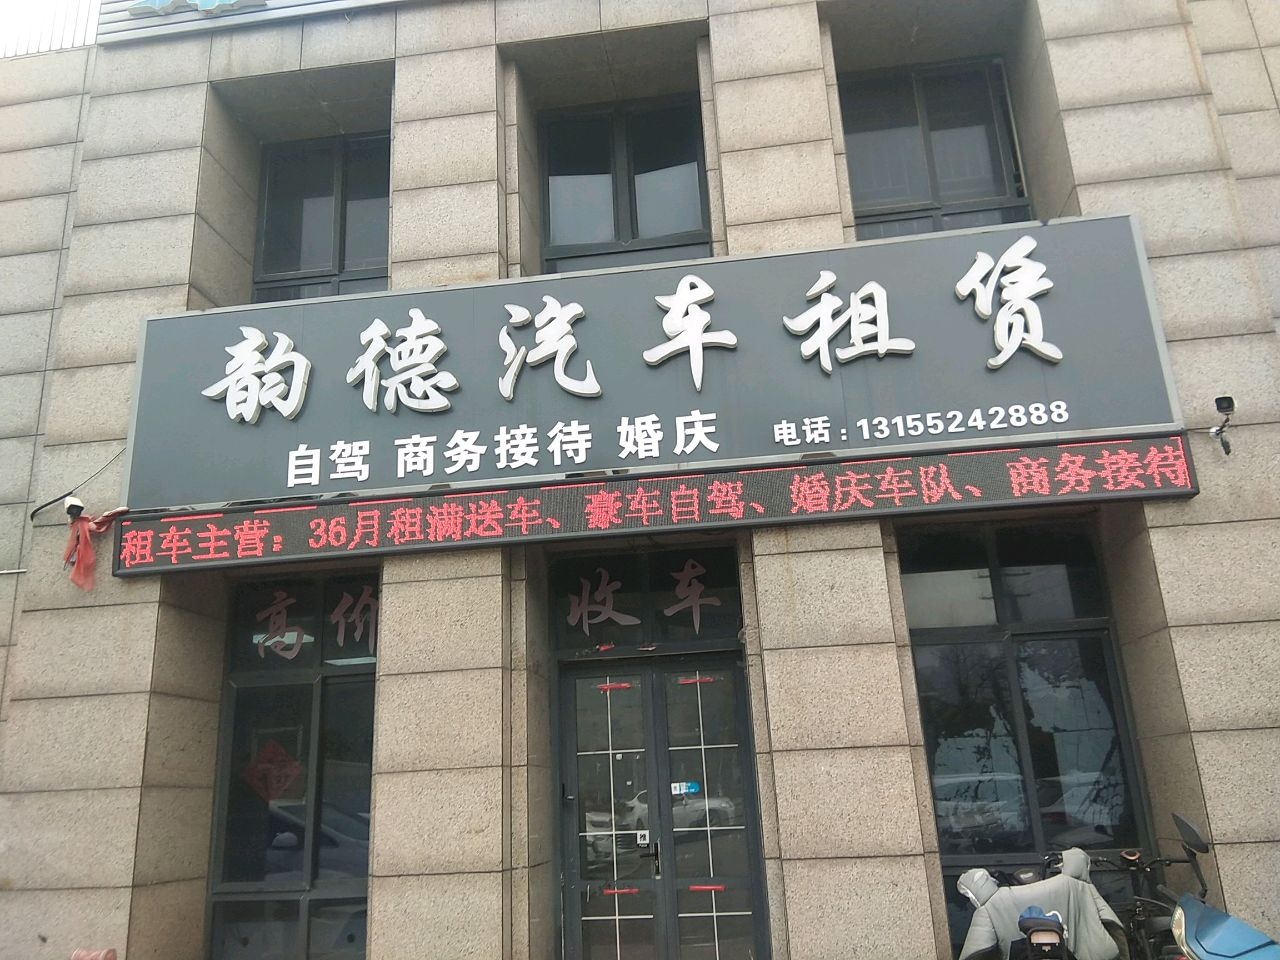 韵德汽车租赁
自驾 商务接待 婚庆 电话：13155242888
租车主营：36月租满送车、豪车自驾、婚庆车队、商务接待
高价收车
推